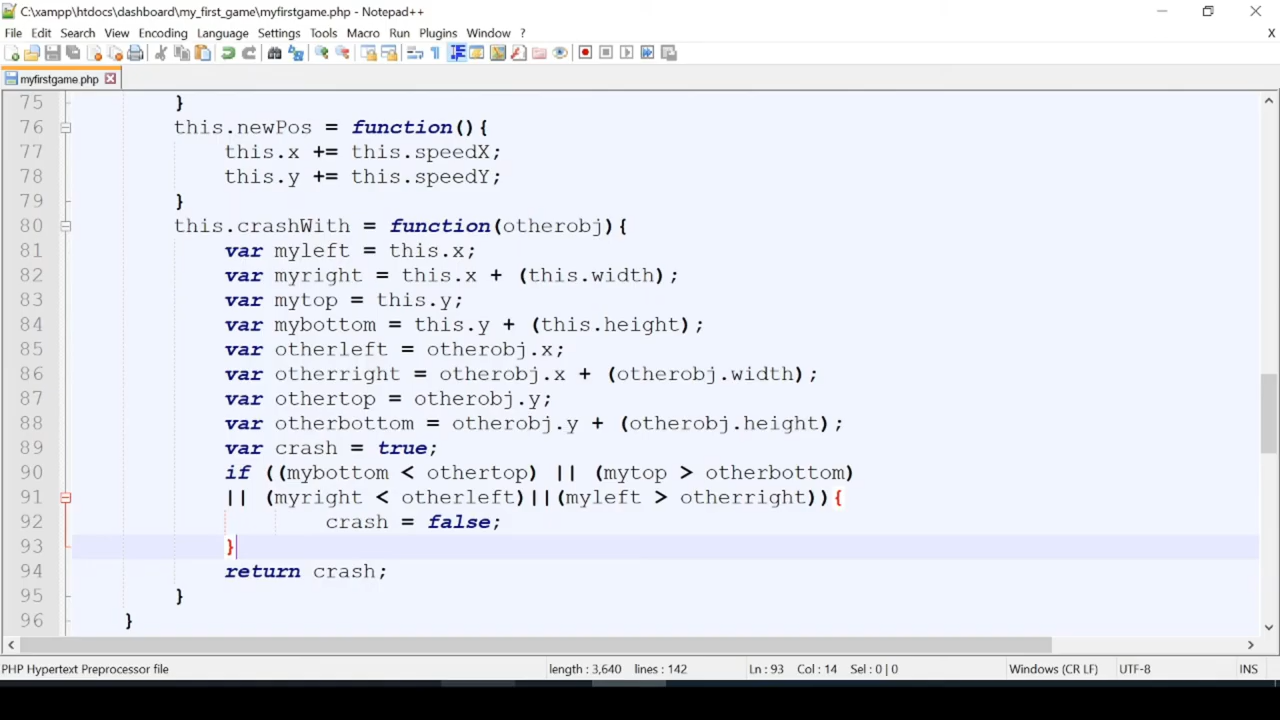 C:\xampp\htdocs\dashboard\my_first_game\myfirstgame.php - Notepad++
File Edit Search View Encoding Language Settings Tools Macro Run Plugins Window ? X
myfirstgame.php
75 }
76 this.newPos = function(){
77 this.x += this.speedX;
78 this.y += this.speedY;
79 }
80 this.crashWith = function(otherobj){
81 var myleft = this.x;
82 var myright = this.x + (this.width);
83 var mytop = this.y;
84 var mybottom = this.y + (this.height);
85 var otherleft = otherobj.x;
86 var otherright = otherobj.x + (otherobj.width);
87 var othertop = otherobj.y;
88 var otherbottom = otherobj.y + (otherobj.height);
89 var crash = true;
90 if ((mybottom < othertop) || (mytop > otherbottom)
91 || (myright < otherleft)||(myleft > otherright)){
92 crash = false;
93 }
94 return crash;
95 }
96 }
PHP Hypertext Preprocessor file length : 3,640 lines : 142 Ln : 93 Col : 14 Sel : 0 | 0 Windows (CR LF) UTF-8 INS